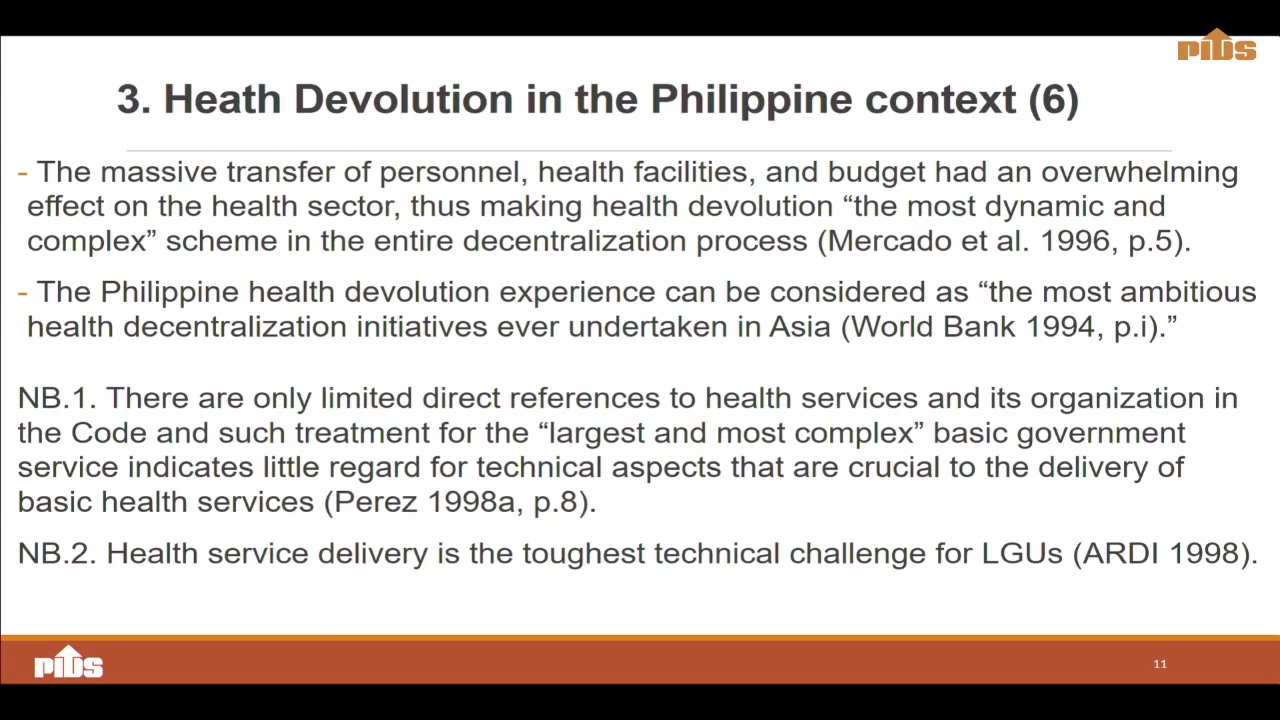 PIDS
3. Heath Devolution in the Philippine context (6)
- The massive transfer of personnel, health facilities, and budget had an overwhelming
effect on the health sector, thus making health devolution “the most dynamic and
complex” scheme in the entire decentralization process (Mercado et al. 1996, p.5).
- The Philippine health devolution experience can be considered as “the most ambitious
health decentralization initiatives ever undertaken in Asia (World Bank 1994, p.i).”
NB.1. There are only limited direct references to health services and its organization in
the Code and such treatment for the “largest and most complex” basic government
service indicates little regard for technical aspects that are crucial to the delivery of
basic health services (Perez 1998a, p.8).
NB.2. Health service delivery is the toughest technical challenge for LGUs (ARDI 1998).
PIDS
11